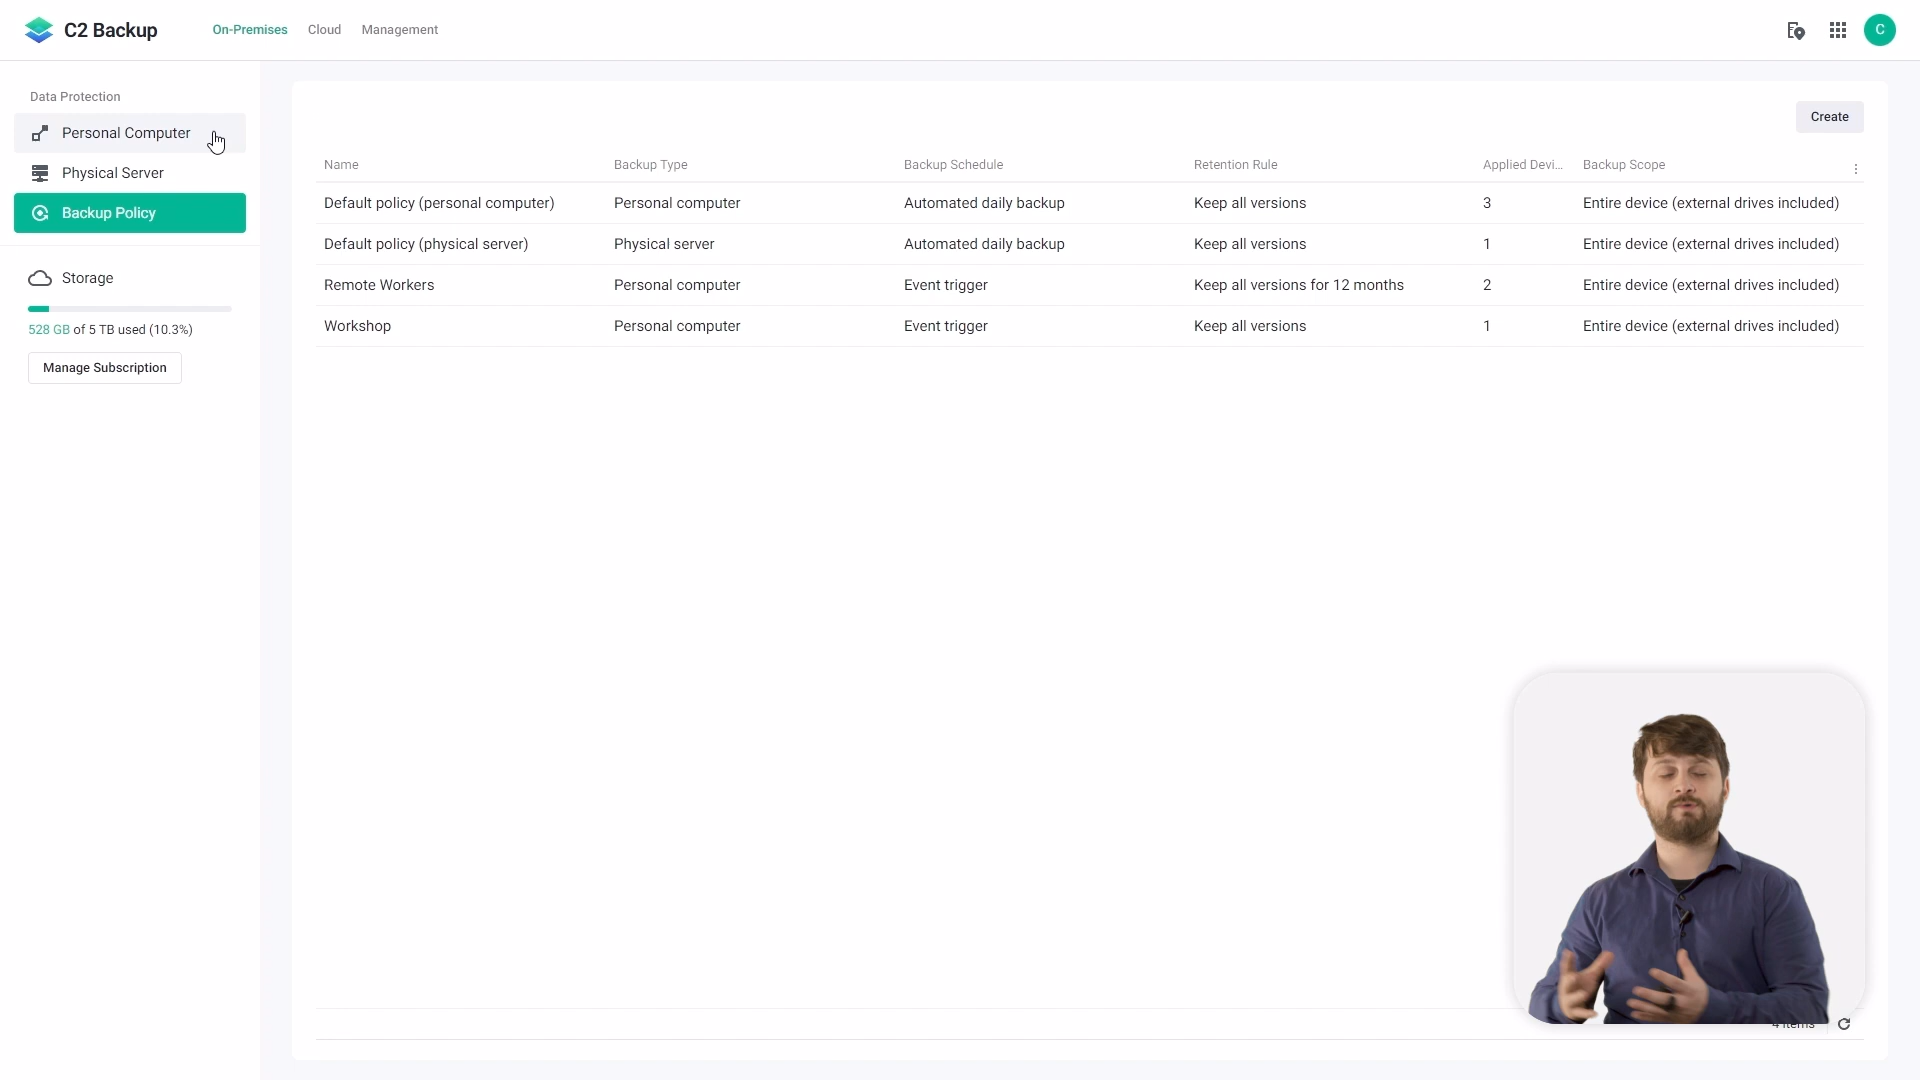 C2 Backup
On-Premises Cloud Management
C
Data Protection
Personal Computer
Physical Server
Backup Policy
Storage
528 GB of 5 TB used (10.3%)
Manage Subscription
Create
Name Backup Type Backup Schedule Retention Rule Applied Devi... Backup Scope
Default policy (personal computer) Personal computer Automated daily backup Keep all versions 3 Entire device (external drives included)
Default policy (physical server) Physical server Automated daily backup Keep all versions 1 Entire device (external drives included)
Remote Workers Personal computer Event trigger Keep all versions for 12 months 2 Entire device (external drives included)
Workshop Personal computer Event trigger Keep all versions 1 Entire device (external drives included)
4 items